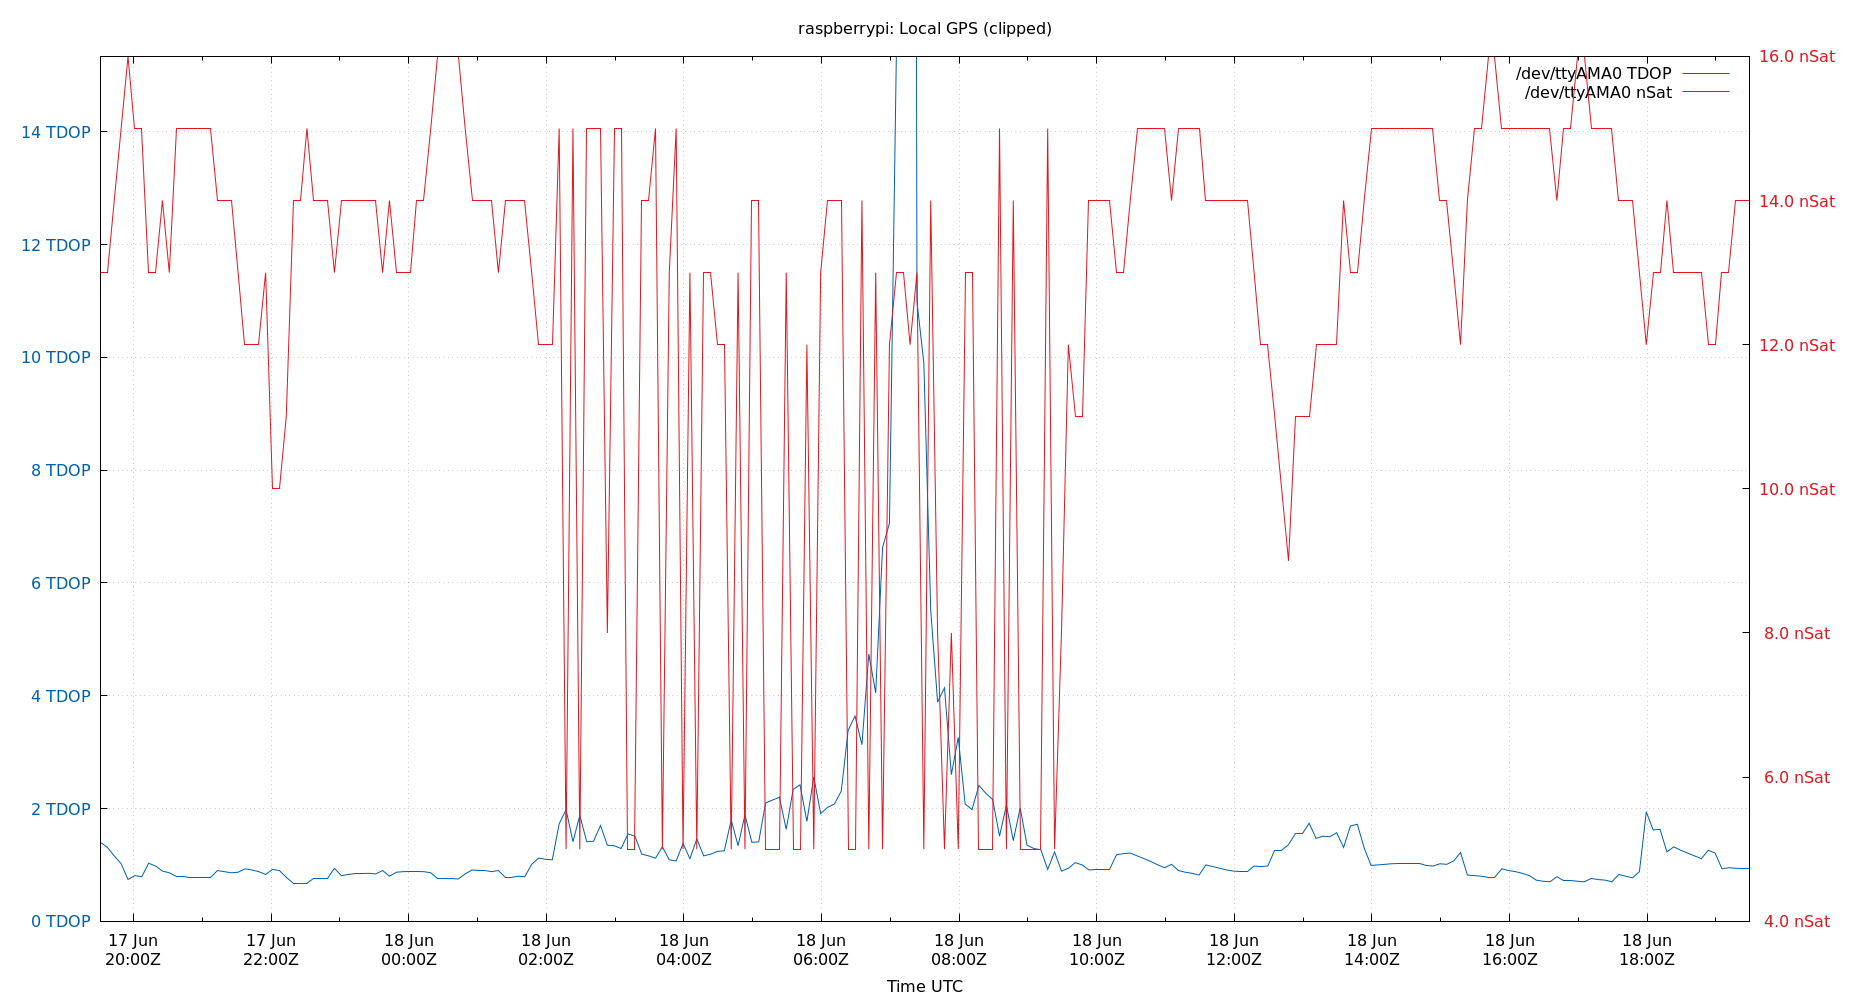 raspberrypi: Local GPS (clipped)
/dev/ttyAMA0 TDOP
/dev/ttyAMA0 nSat
14 TDOP
12 TDOP
10 TDOP
8 TDOP
6 TDOP
4 TDOP
2 TDOP
0 TDOP
16.0 nSat
14.0 nSat
12.0 nSat
10.0 nSat
8.0 nSat
6.0 nSat
4.0 nSat
17 Jun 17 Jun 18 Jun 18 Jun 18 Jun 18 Jun 18 Jun 18 Jun 18 Jun 18 Jun 18 Jun 18 Jun
20:00Z 22:00Z 00:00Z 02:00Z 04:00Z 06:00Z 08:00Z 10:00Z 12:00Z 14:00Z 16:00Z 18:00Z
Time UTC